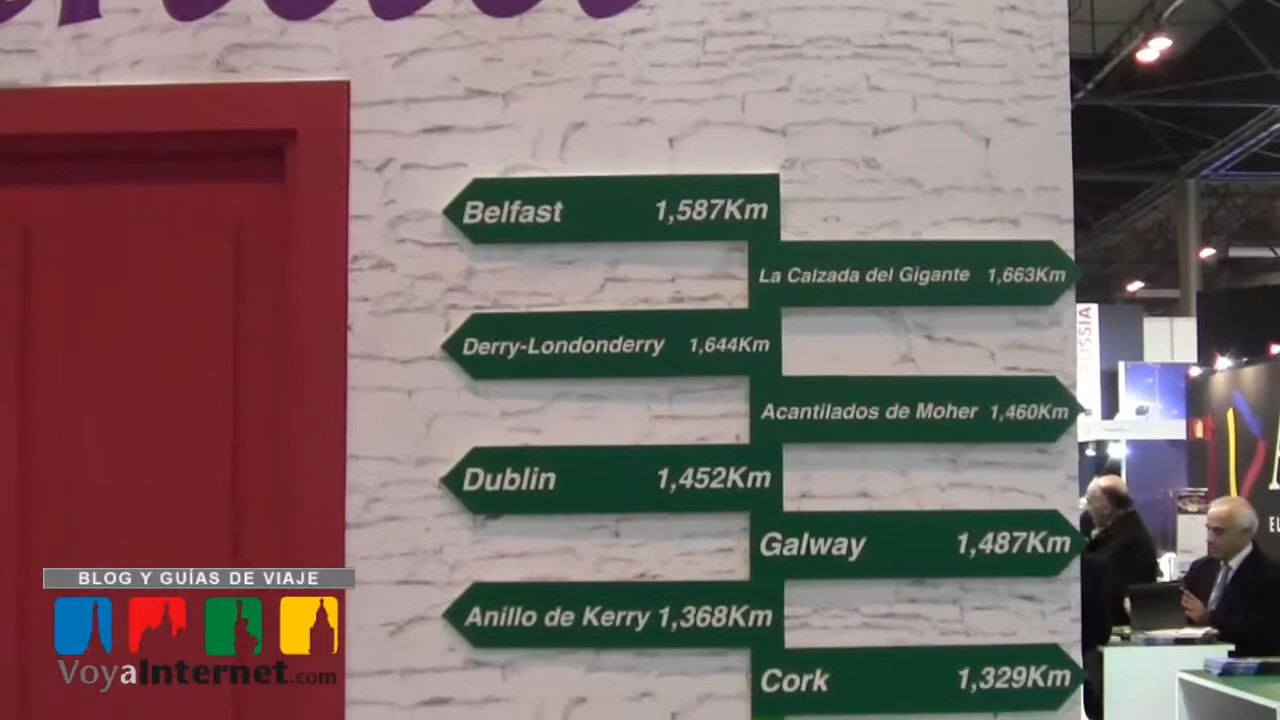 Belfast 1,587Km
La Calzada del Gigante 1,663Km
Derry-Londonderry 1,644Km
Acantilados de Moher 1,460Km
Dublin 1,452Km
Galway 1,487Km
Anillo de Kerry 1,368Km
Cork 1,329Km
RUSSIA
BLOG Y GUÍAS DE VIAJE
VoyaInternet.com